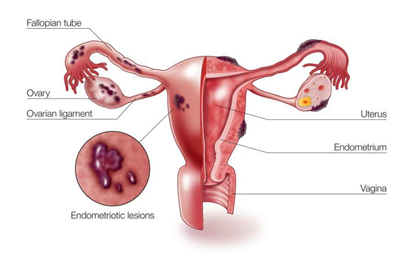 Fallopian tube
Ovary
Ovarian ligament
Endometriotic lesions
Uterus
Endometrium
Vagina